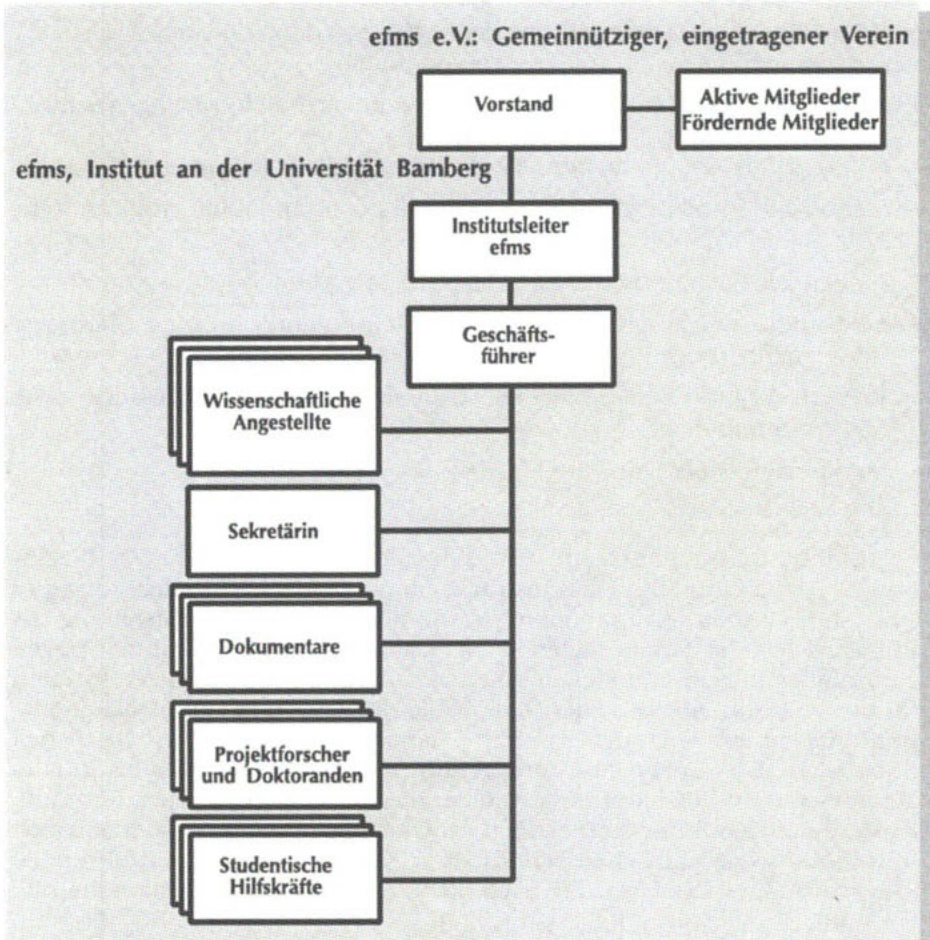 efms e.V.: Gemeinnütziger, eingetragener Verein
Vorstand
Aktive Mitglieder
Fördernde Mitglieder
efms, Institut an der Universität Bamberg
Institutsleiter
efms
Geschäfts-
führer
Wissenschaftliche
Angestellte
Sekretärin
Dokumentare
Projektforscher
und Doktoranden
Studentische
Hilfskräfte